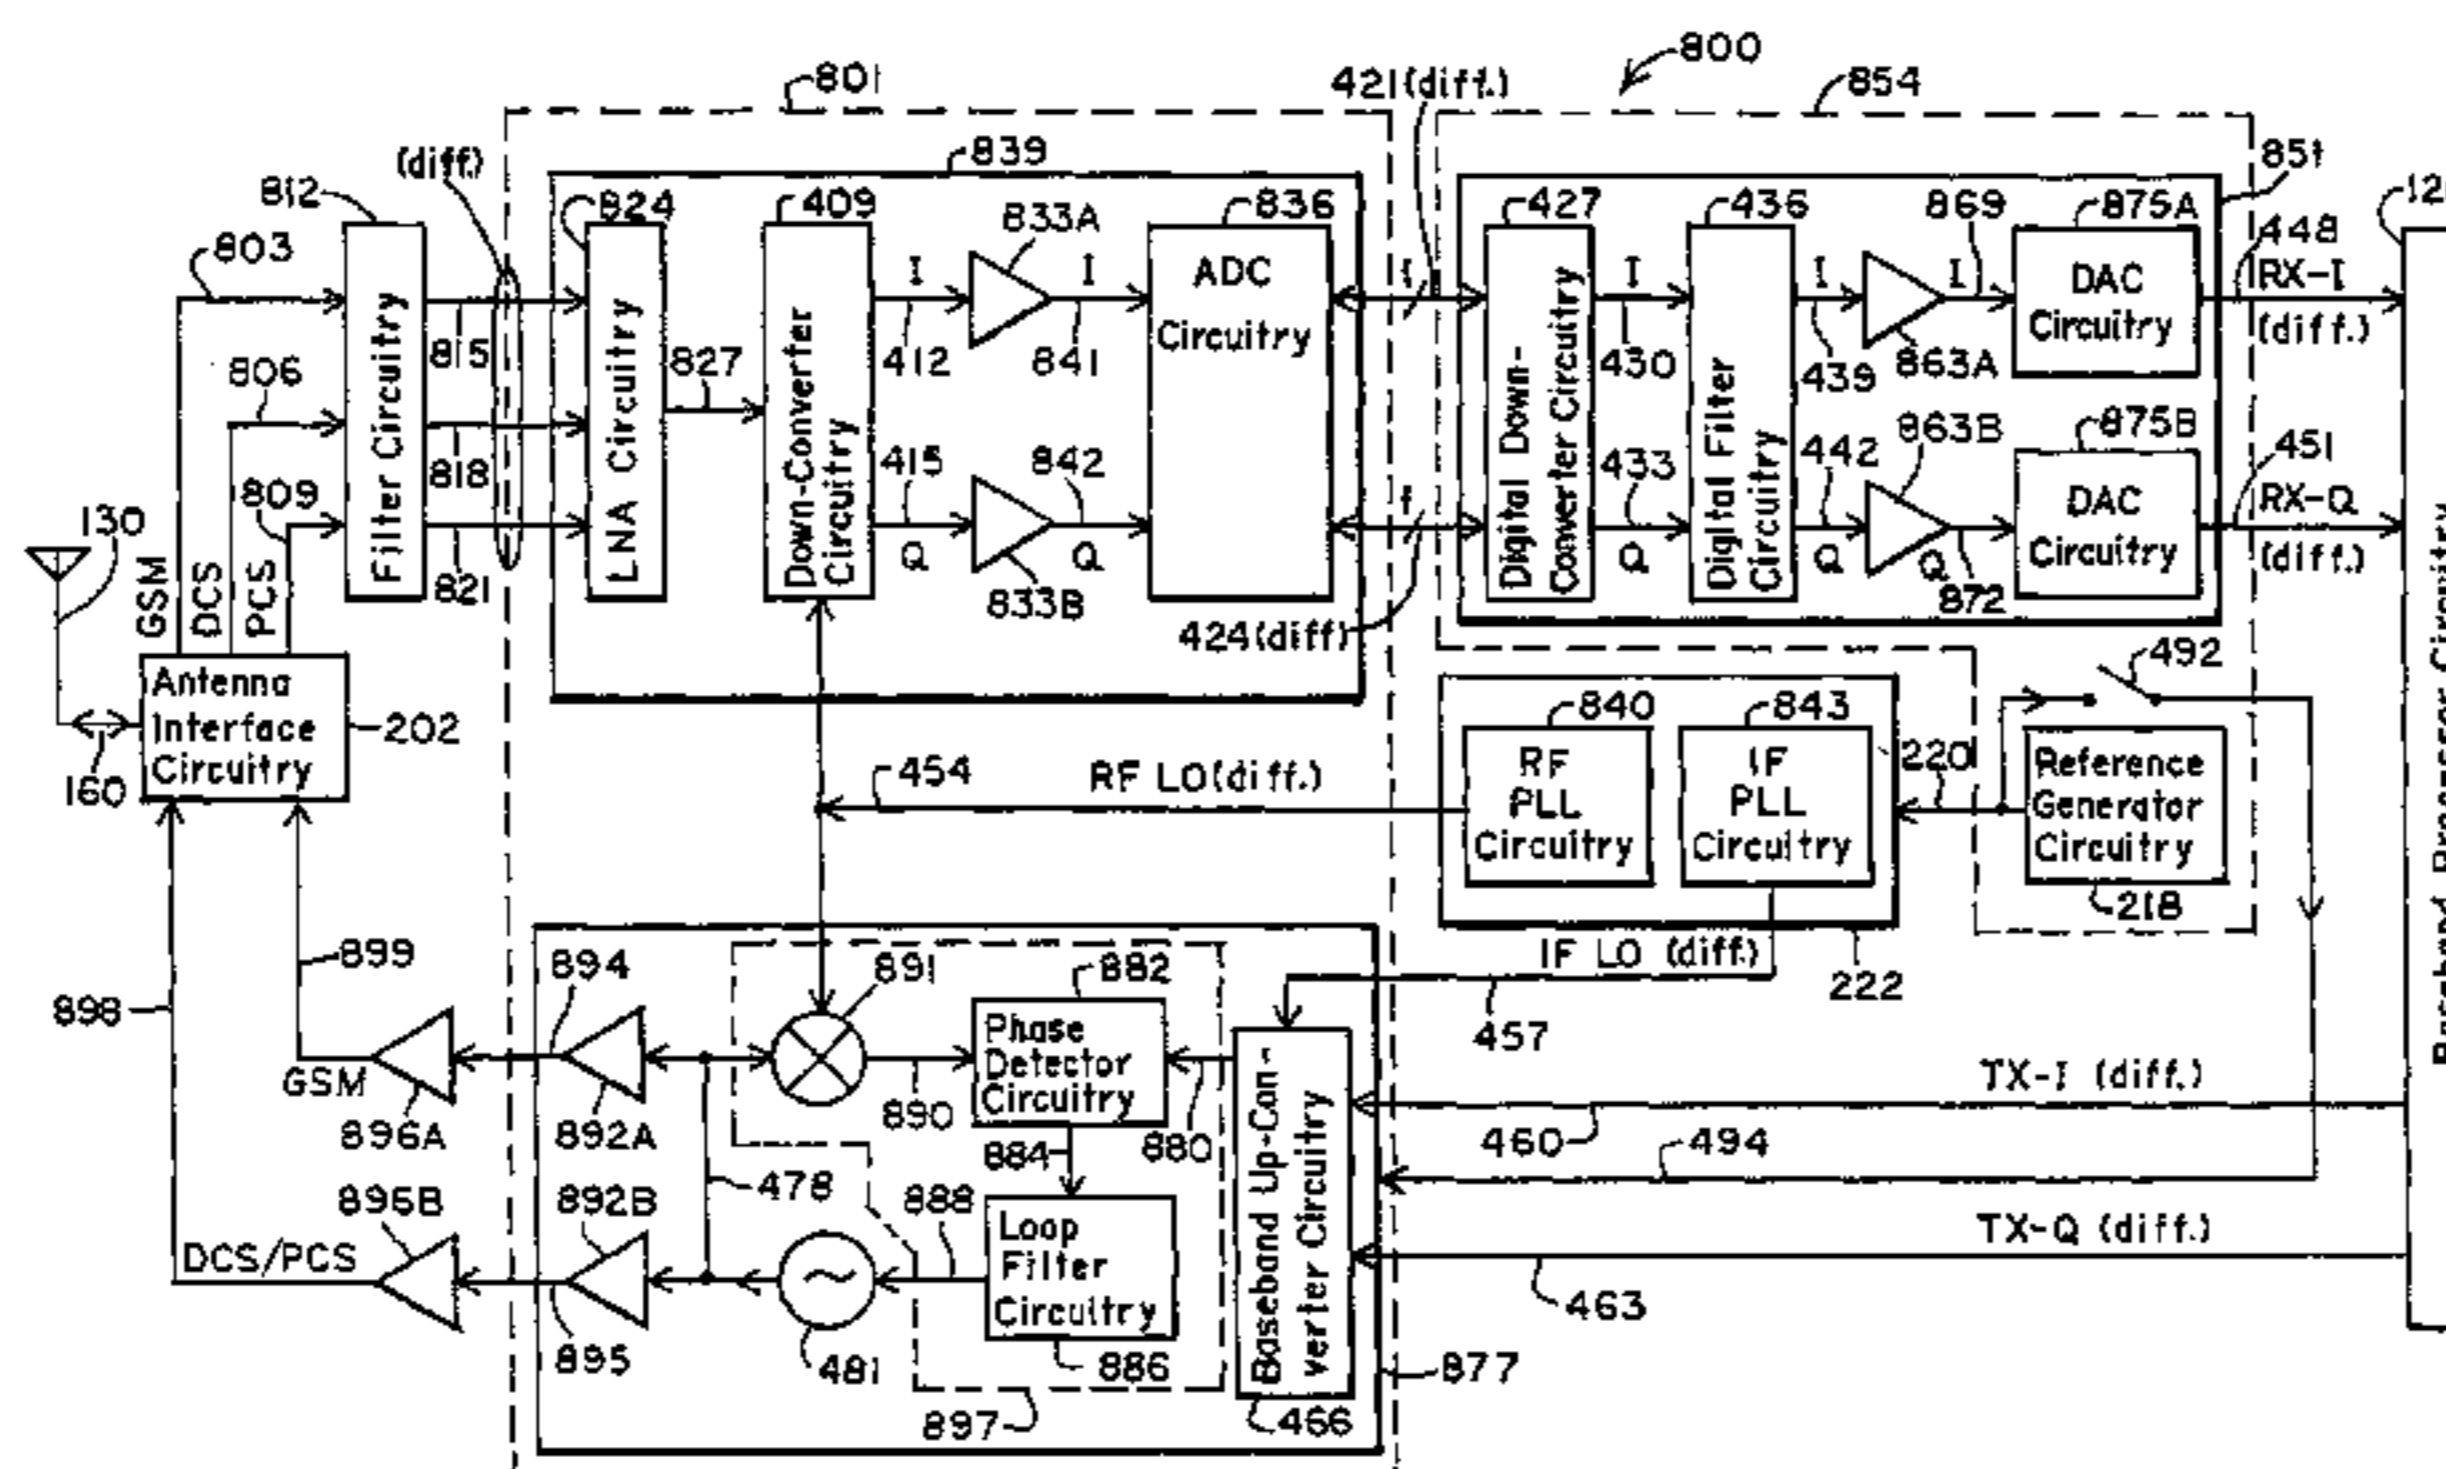 800
801
421(diff.)
854
(diff.)
839
851
812
824
409
833A
836
427
436
869
875A
12
803
448
I
I
ADC
Circuitry
I
I
I
I
DAC
Circuitry
RX-I
(diff.)
806
815
827
412
841
430
439
863A
Filter Circuitry
LNA Circuitry
Down-Converter
Circuitry
Digital Down-
Converter Circuitry
Digital Filter
Circuitry
818
809
415
842
433
442
863B
875B
451
DAC
Circuitry
RX-Q
(diff.)
130
821
Q
833B
Q
Q
Q
Q
872
GSM
DCS
PCS
424(diff)
Antenna
Interface
Circuitry
202
160
492
840
843
220
454
RF LO(diff.)
RF
PLL
Circuitry
IF
PLL
Circuitry
Reference
Generator
Circuitry
218
899
894
891
882
IF LO (diff.)
222
898
457
Phase
Detector
Circuitry
GSM
896A
892A
890
884
880
TX-I (diff.)
460
494
478
896B
892B
888
Loop
Filter
Circuitry
Baseband Up-Con-
verter Circuitry
TX-Q (diff.)
DCS/PCS
463
895
481
886
877
897
466
Baseband Processor Circuitry